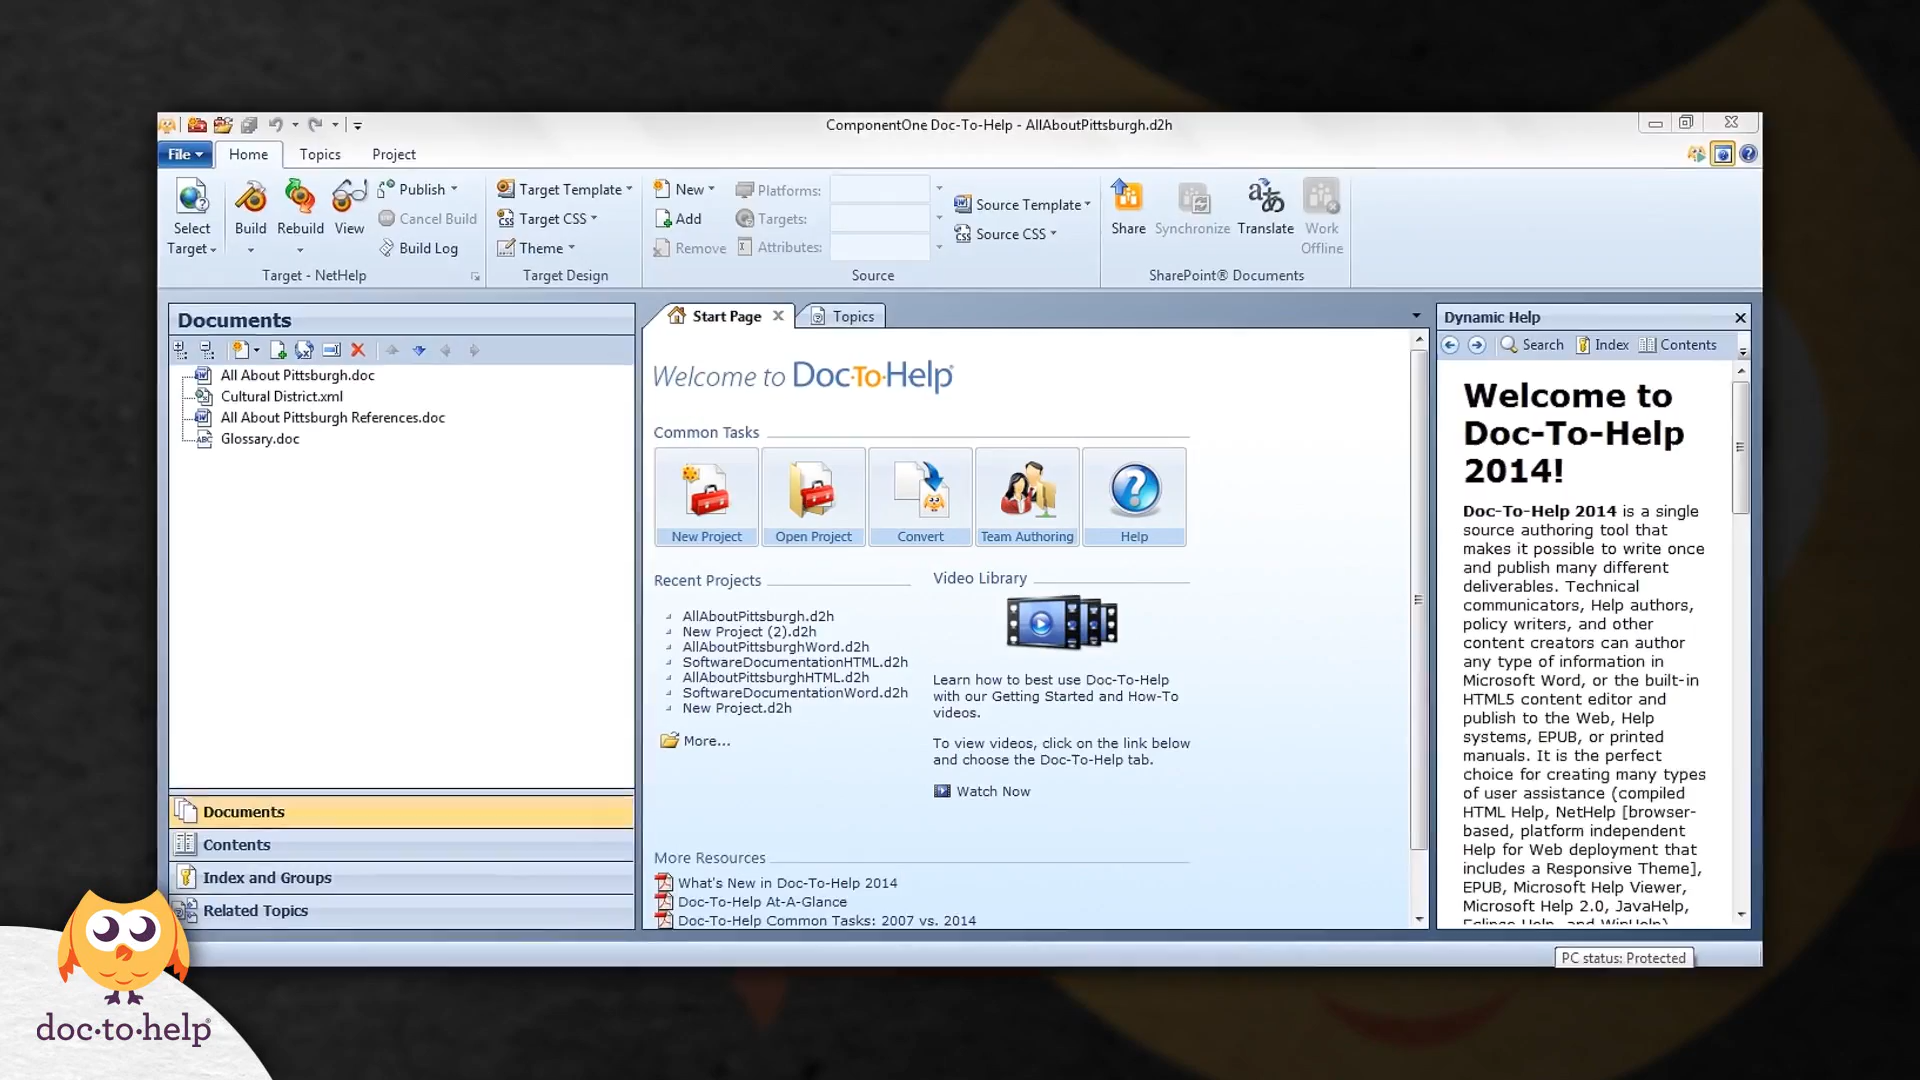 ComponentOne Doc-To-Help - AllAboutPittsburgh.d2h
File Home Topics Project
Select Target
Build
Rebuild
View
Publish
Cancel Build
Build Log
Target - NetHelp
Target Template
Target CSS
Theme
Target Design
New
Add
Remove
Platforms:
Targets:
Attributes:
Source Template
Source CSS
Source
Share
Synchronize
Translate
Work Offline
SharePoint® Documents
Documents
All About Pittsburgh.doc
Cultural District.xml
All About Pittsburgh References.doc
Glossary.doc
Documents
Contents
Index and Groups
Related Topics
Start Page
Topics
Welcome to Doc-To-Help®
Common Tasks
New Project
Open Project
Convert
Team Authoring
Help
Recent Projects
AllAboutPittsburgh.d2h
New Project (2).d2h
AllAboutPittsburghWord.d2h
SoftwareDocumentationHTML.d2h
AllAboutPittsburghHTML.d2h
SoftwareDocumentationWord.d2h
New Project.d2h
More...
Video Library
Learn how to best use Doc-To-Help
with our Getting Started and How-To
videos.
To view videos, click on the link below
and choose the Doc-To-Help tab.
Watch Now
More Resources
What's New in Doc-To-Help 2014
Doc-To-Help At-A-Glance
Doc-To-Help Common Tasks: 2007 vs. 2014
Dynamic Help
Search Index Contents
Welcome to
Doc-To-Help
2014!
Doc-To-Help 2014 is a single
source authoring tool that
makes it possible to write once
and publish many different
deliverables. Technical
communicators, Help authors,
policy writers, and other
content creators can author
any type of information in
Microsoft Word, or the built-in
HTML5 content editor and
publish to the Web, Help
systems, EPUB, or printed
manuals. It is the perfect
choice for creating many types
of user assistance (compiled
HTML Help, NetHelp [browser-
based, platform independent
Help for Web deployment that
includes a Responsive Theme],
EPUB, Microsoft Help Viewer,
Microsoft Help 2.0, JavaHelp,
Eclipse Help, and WinHelp)
PC status: Protected
doc·to·help®